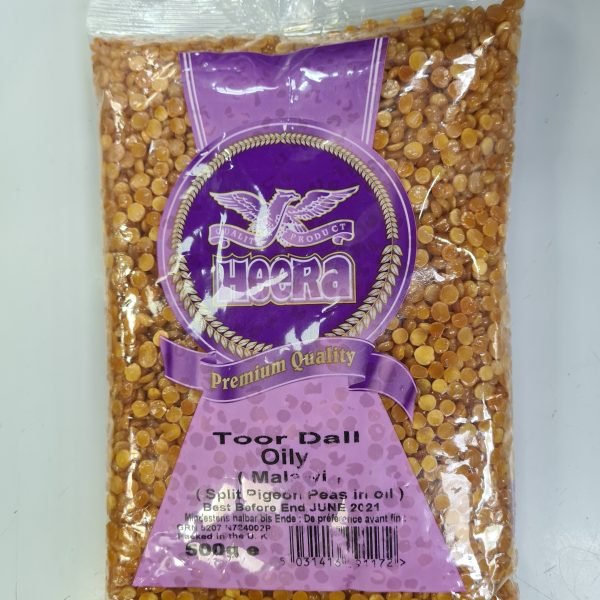 QUALITY PRODUCT
HEERA
Premium Quality
Toor Dall
Oily
(
( Split Pigeon Peas in oil )
Best Before End JUNE 2021
Mindestens halbar bis Ende : De préférence avant fin :
Packed in the U. K
500g e